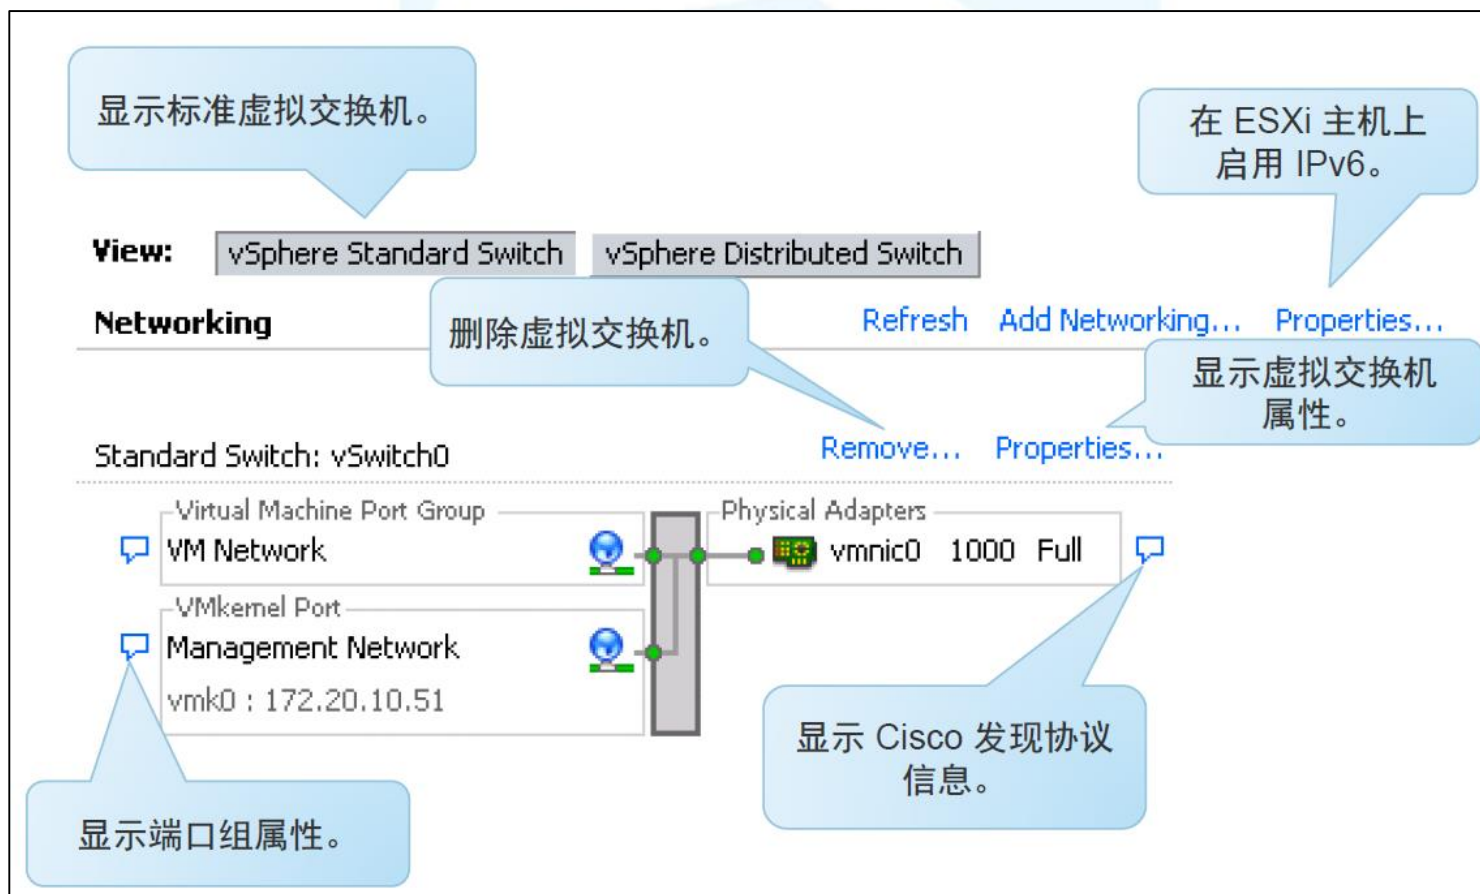 显示标准虚拟交换机。
在 ESXi 主机上
启用 IPv6。
View: vSphere Standard Switch vSphere Distributed Switch
删除虚拟交换机。
Networking Refresh Add Networking... Properties...
显示虚拟交换机
属性。
Standard Switch: vSwitch0 Remove... Properties...
Virtual Machine Port Group Physical Adapters
VM Network vmnic0 1000 Full
VMkernel Port
Management Network
vmk0 : 172.20.10.51
显示 Cisco 发现协议
信息。
显示端口组属性。